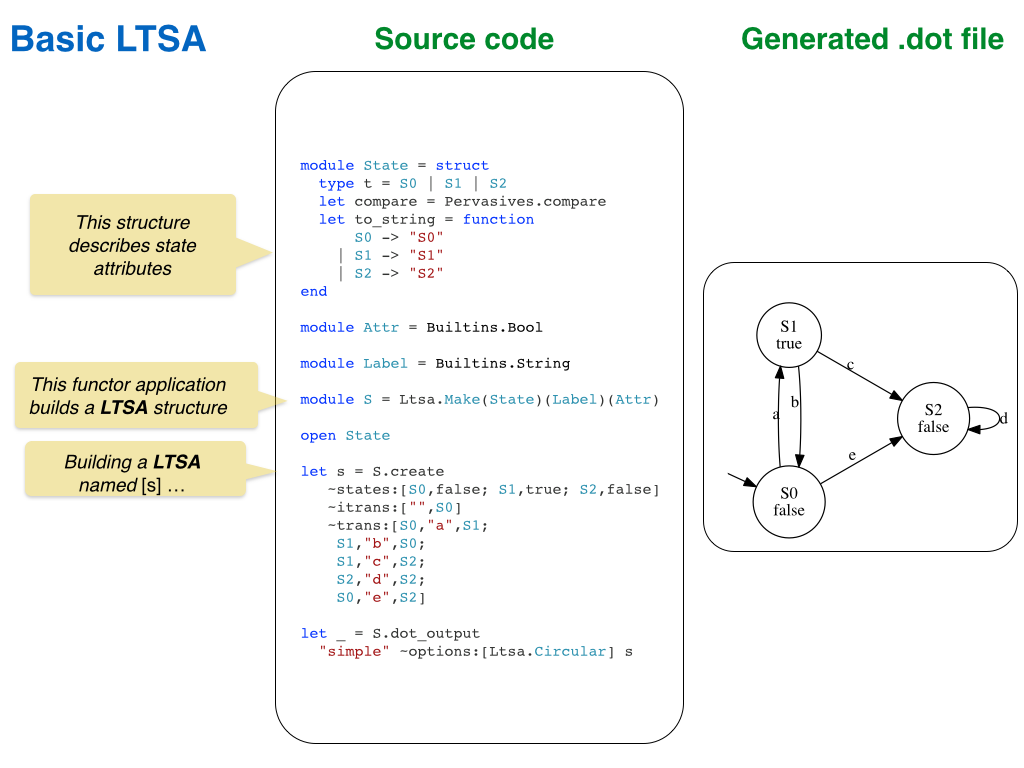 Basic LTSA
Source code
Generated .dot file
This structure
describes state
attributes
This functor application
builds a LTSA structure
Building a LTSA
named [s] …
module State = struct
  type t = S0 | S1 | S2
  let compare = Pervasives.compare
  let to_string = function
      S0 -> "S0"
    | S1 -> "S1"
    | S2 -> "S2"
end
module Attr = Builtins.Bool
module Label = Builtins.String
module S = Ltsa.Make(State)(Label)(Attr)
open State
let s = S.create
   ~states:[S0,false; S1,true; S2,false]
   ~itrans:["",S0]
   ~trans:[S0,"a",S1;
    S1,"b",S0;
    S1,"c",S2;
    S2,"d",S2;
    S0,"e",S2]
let _ = S.dot_output
  "simple" ~options:[Ltsa.Circular] s
S1
true
c
b
a
S2
false
d
e
S0
false